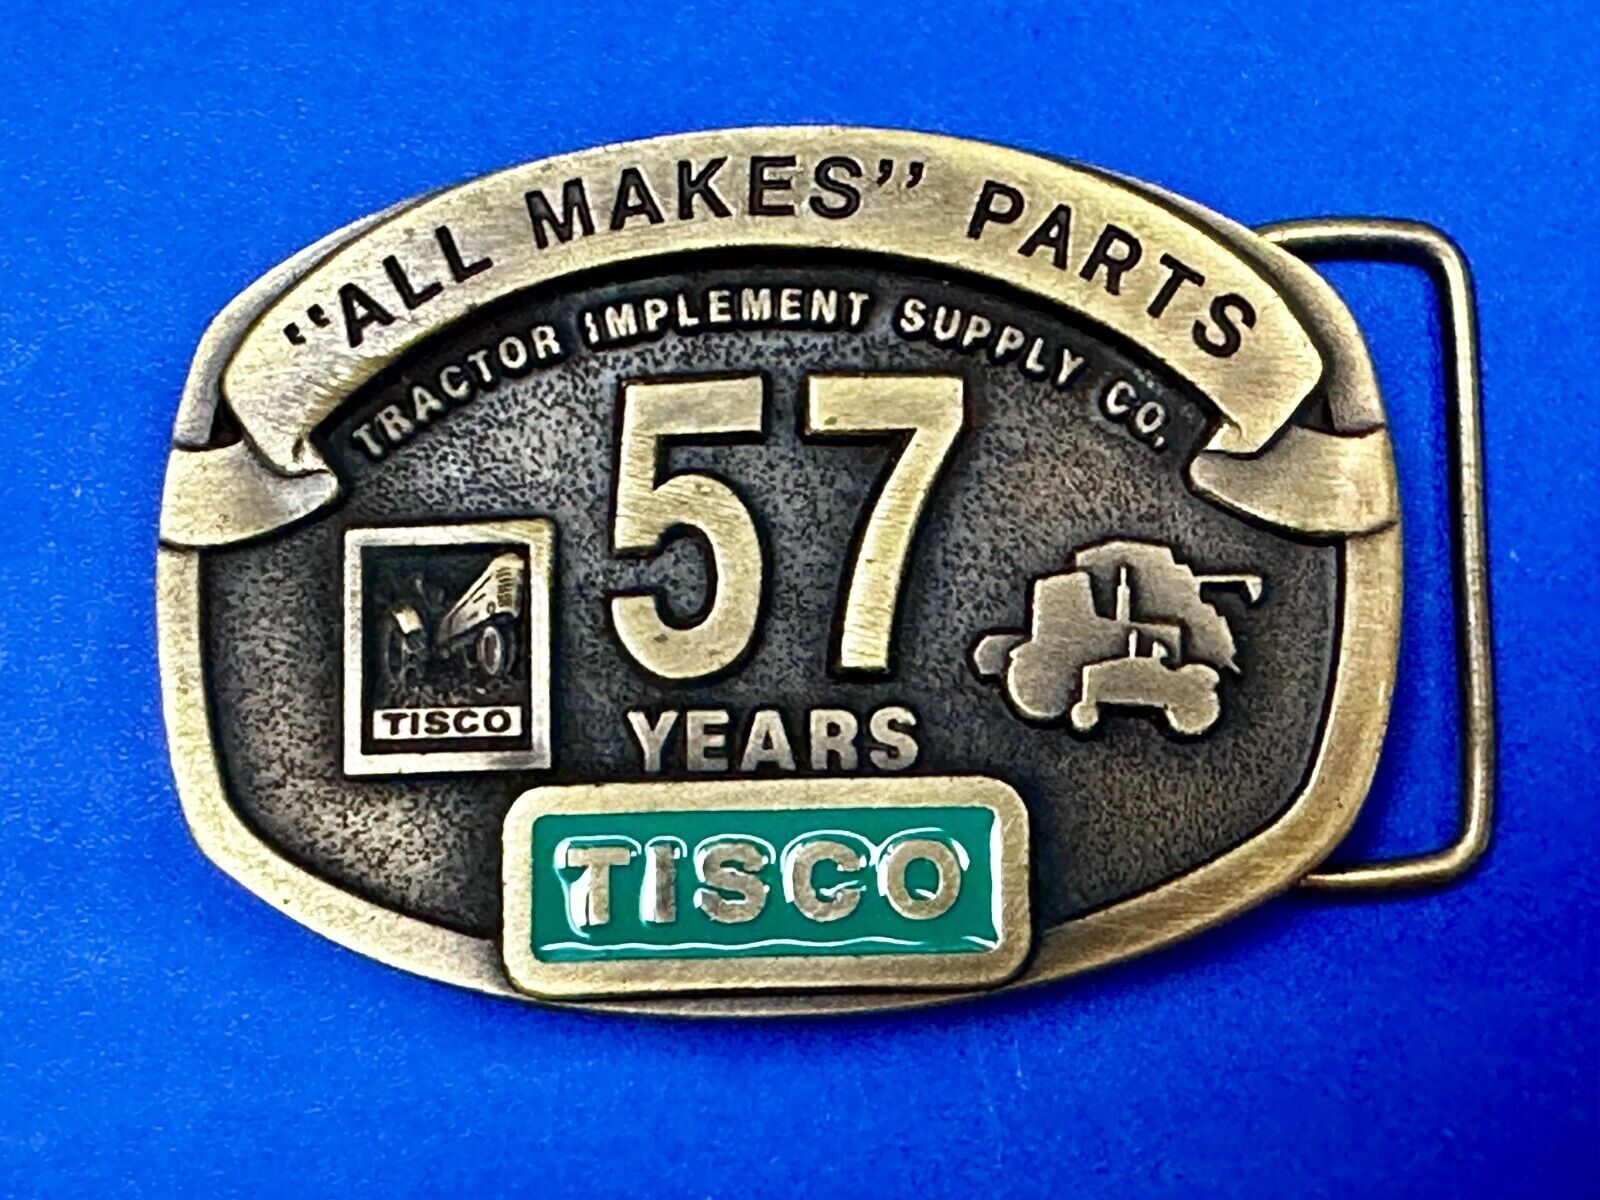 "ALL MAKES" PARTS
TRACTOR IMPLEMENT SUPPLY CO.
57
YEARS
TISCO
TISCO